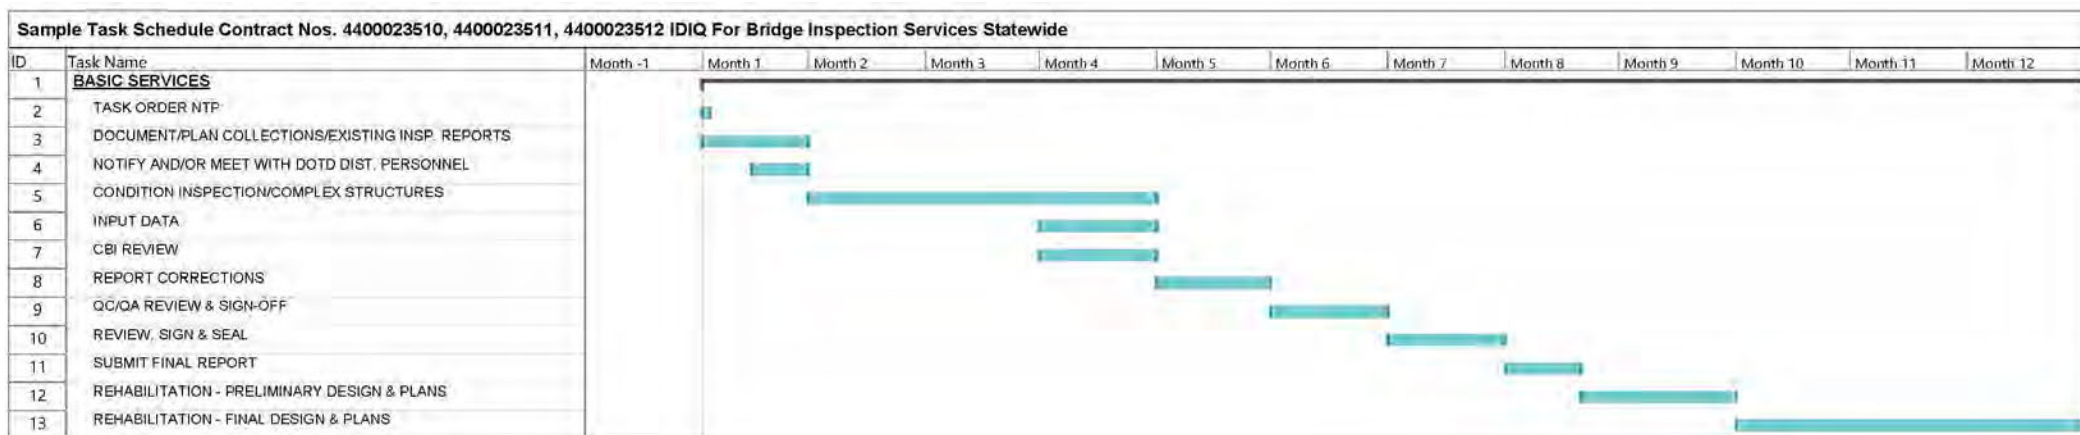 Sample Task Schedule Contract Nos. 4400023510, 4400023511, 4400023512 IDIQ For Bridge Inspection Services Statewide
ID Task Name Month -1 Month 1 Month 2 Month 3 Month 4 Month 5 Month 6 Month 7 Month 8 Month 9 Month 10 Month 11 Month 12
1 BASIC SERVICES
2 TASK ORDER NTP
3 DOCUMENT/PLAN COLLECTIONS/EXISTING INSP. REPORTS
4 NOTIFY AND/OR MEET WITH DOTD DIST. PERSONNEL
5 CONDITION INSPECTION/COMPLEX STRUCTURES
6 INPUT DATA
7 CBI REVIEW
8 REPORT CORRECTIONS
9 QC/QA REVIEW & SIGN-OFF
10 REVIEW, SIGN & SEAL
11 SUBMIT FINAL REPORT
12 REHABILITATION - PRELIMINARY DESIGN & PLANS
13 REHABILITATION - FINAL DESIGN & PLANS